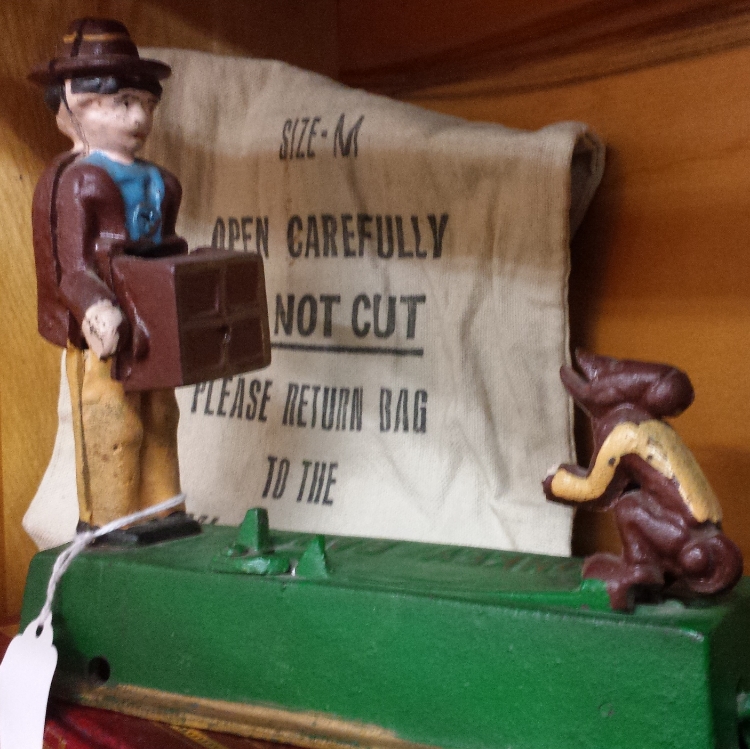 SIZE-M
OPEN CAREFULLY
NOT CUT
PLEASE RETURN BAG
TO THE